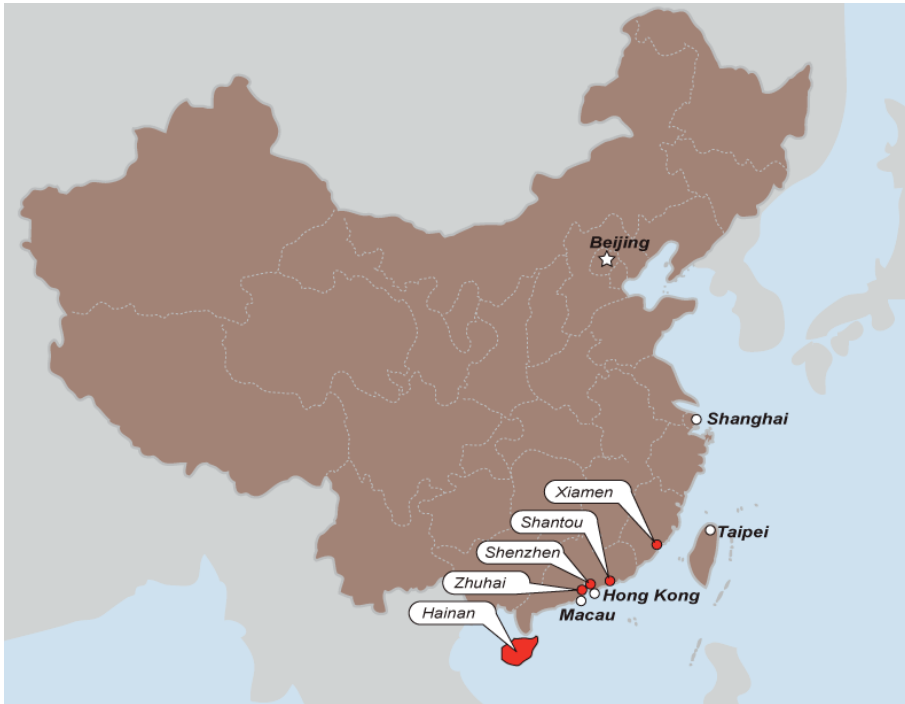 Beijing
Shanghai
Xiamen
Shantou
Taipei
Shenzhen
Zhuhai
Hong Kong
Hainan
Macau